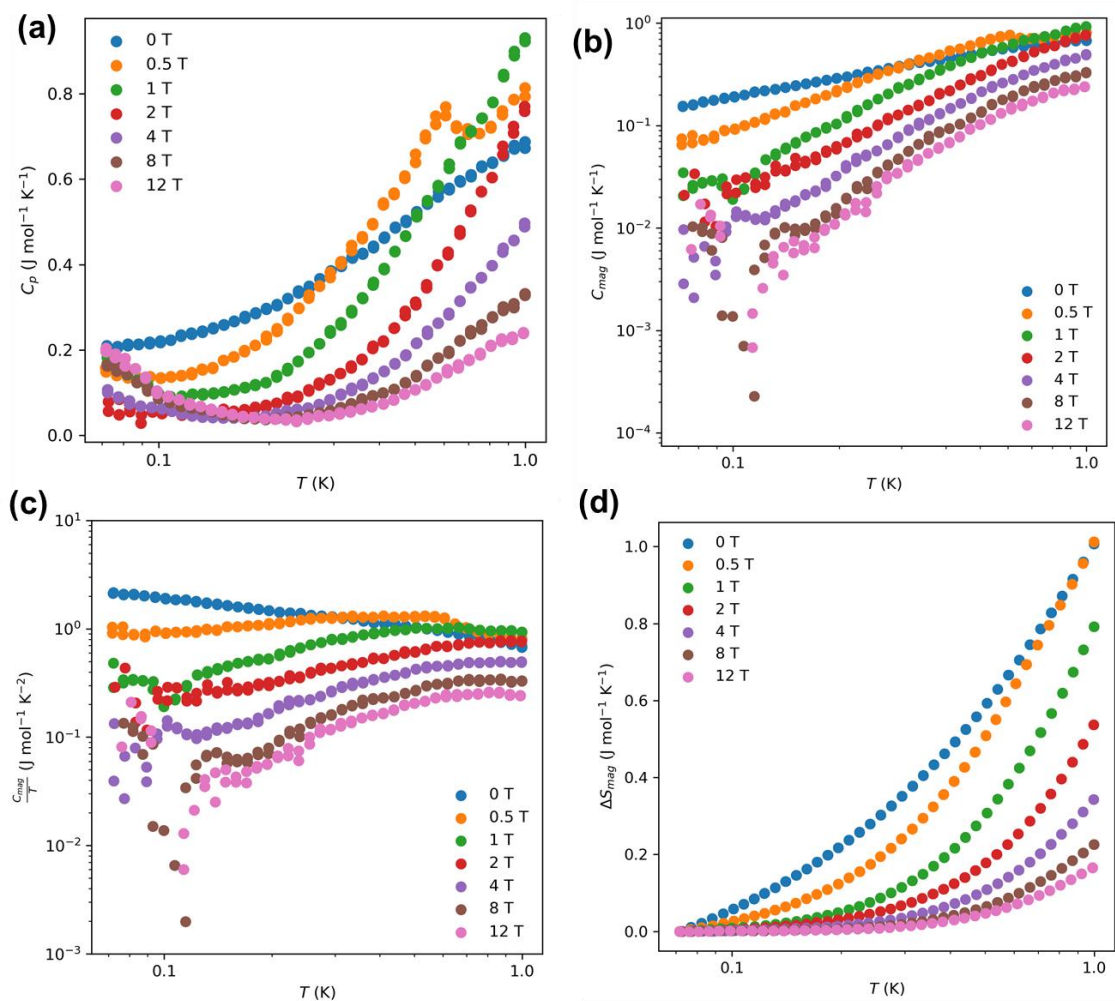 (a)
C_p (J mol⁻¹ K⁻¹)
0.8
0.6
0.4
0.2
0.0
0 T
0.5 T
1 T
2 T
4 T
8 T
12 T
0.1
1.0
T (K)
(b)
C_mag (J mol⁻¹ K⁻¹)
10⁰
10⁻¹
10⁻²
10⁻³
10⁻⁴
0 T
0.5 T
1 T
2 T
4 T
8 T
12 T
0.1
1.0
T (K)
(c)
C_mag/T (J mol⁻¹ K⁻²)
10¹
10⁰
10⁻¹
10⁻²
10⁻³
0 T
0.5 T
1 T
2 T
4 T
8 T
12 T
0.1
1.0
T (K)
(d)
ΔS_mag (J mol⁻¹ K⁻¹)
1.0
0.8
0.6
0.4
0.2
0.0
0 T
0.5 T
1 T
2 T
4 T
8 T
12 T
0.1
1.0
T (K)